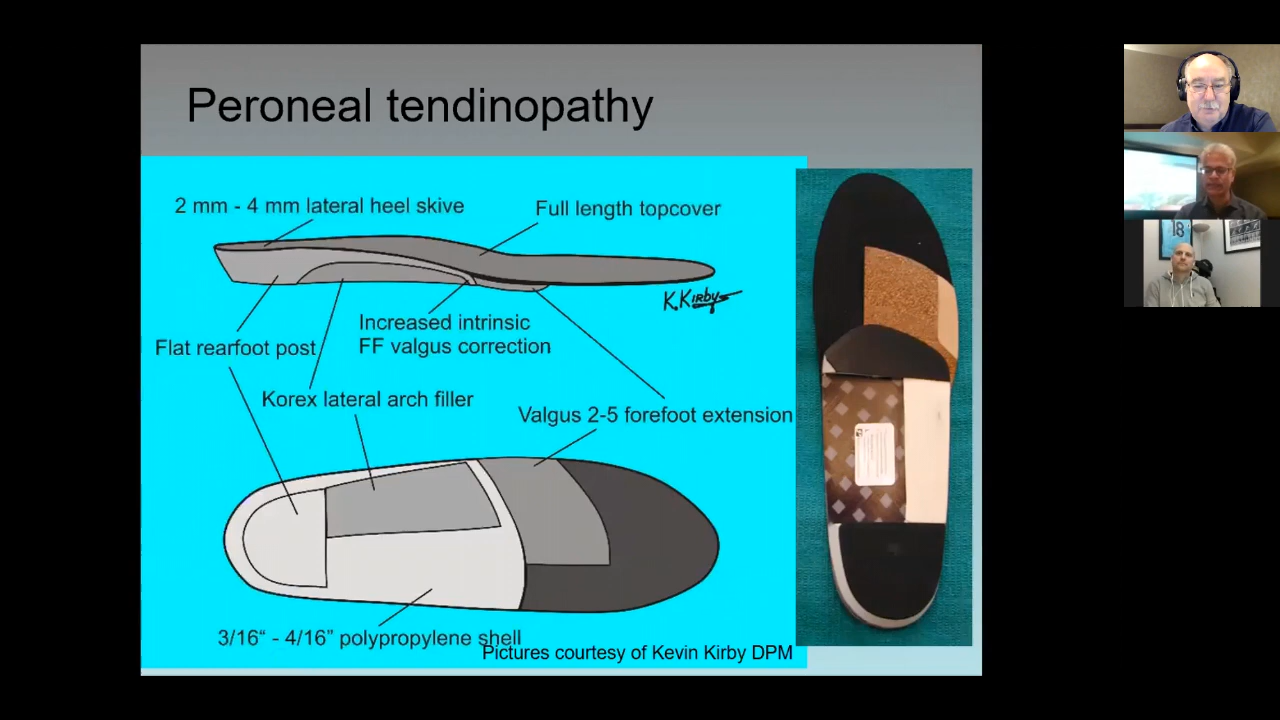 Peroneal tendinopathy
2 mm - 4 mm lateral heel skive
Full length topcover
K.Kirby
Increased intrinsic
FF valgus correction
Flat rearfoot post
Korex lateral arch filler
Valgus 2-5 forefoot extension
3/16“ - 4/16” polypropylene shell
Pictures courtesy of Kevin Kirby DPM
18